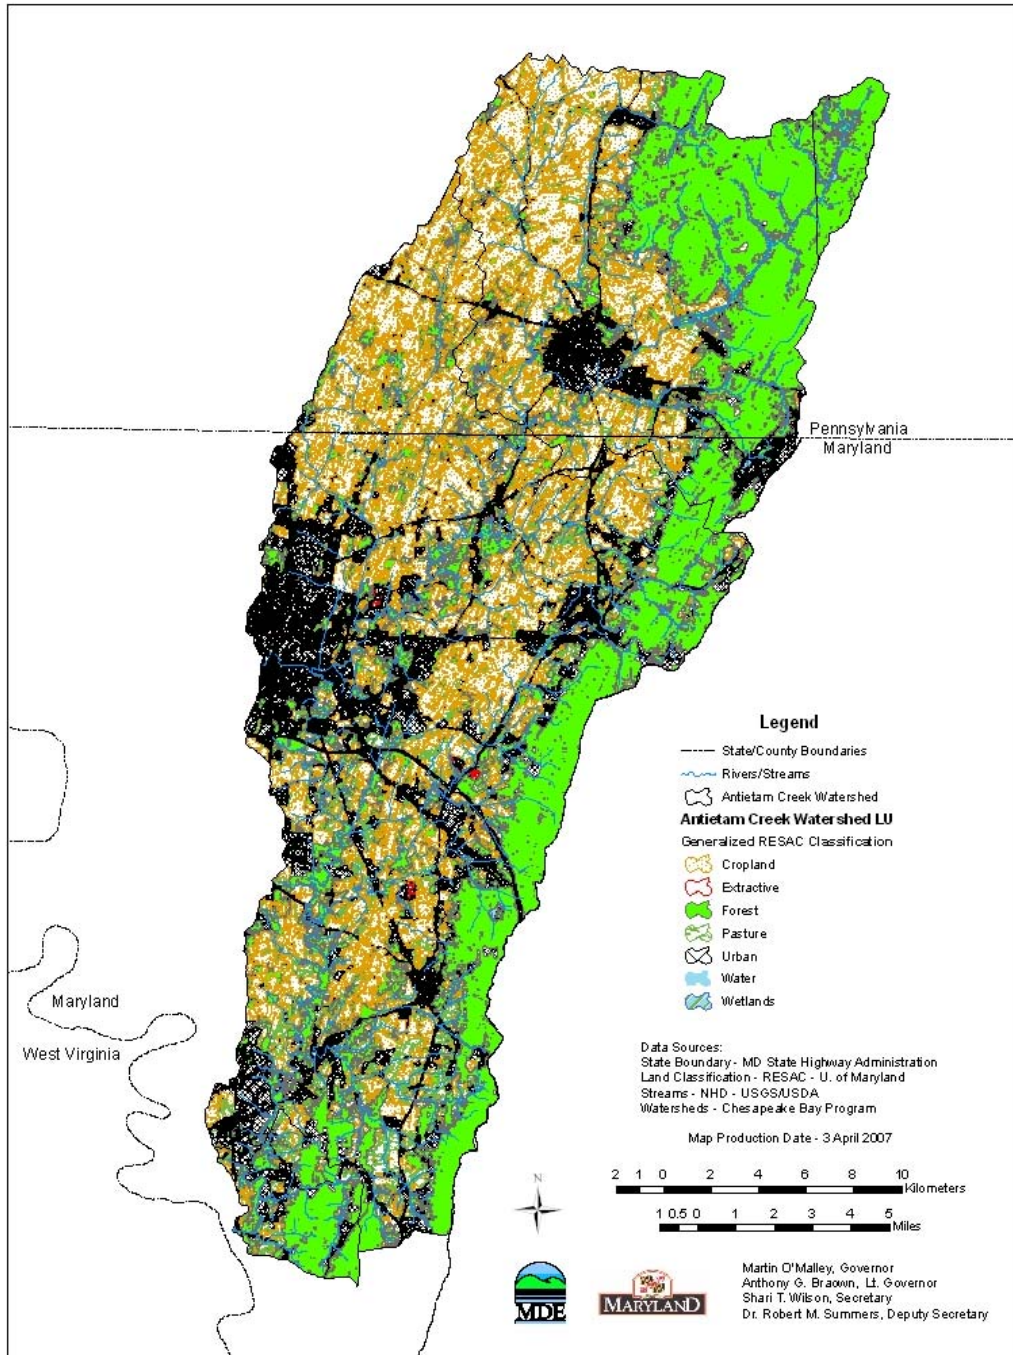 Pennsylvania
Maryland
Legend
State/County Boundaries
Rivers/Streams
Antietam Creek Watershed
Antietam Creek Watershed LU
Generalized RESAC Classification
Cropland
Extractive
Forest
Pasture
Urban
Water
Wetlands
Maryland
West Virginia
Data Sources:
State Boundary - MD State Highway Administration
Land Classification - RESAC - U. of Maryland
Streams - NHD - USGS/USDA
Watersheds - Chesapeake Bay Program
Map Production Date - 3 April 2007
N
2 1 0 2 4 6 8 10
Kilometers
1 0.5 0 1 2 3 4 5
Miles
MDE
MARYLAND
Martin O'Malley, Governor
Anthony G. Braown, Lt. Governor
Shari T. Wilson, Secretary
Dr. Robert M. Summers, Deputy Secretary